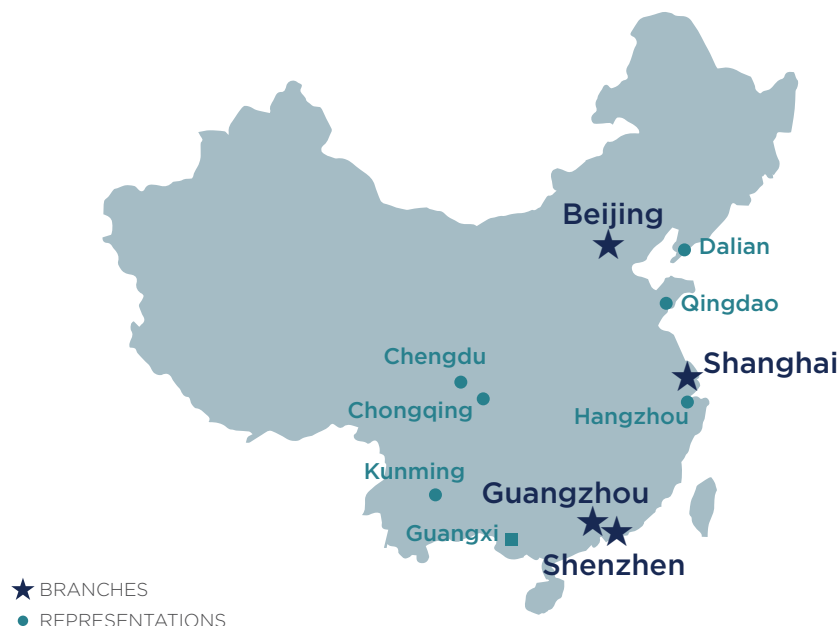 Beijing
Dalian
Qingdao
Shanghai
Chengdu
Chongqing
Hangzhou
Kunming
Guangzhou
Guangxi
Shenzhen
BRANCHES
REPRESENTATIONS